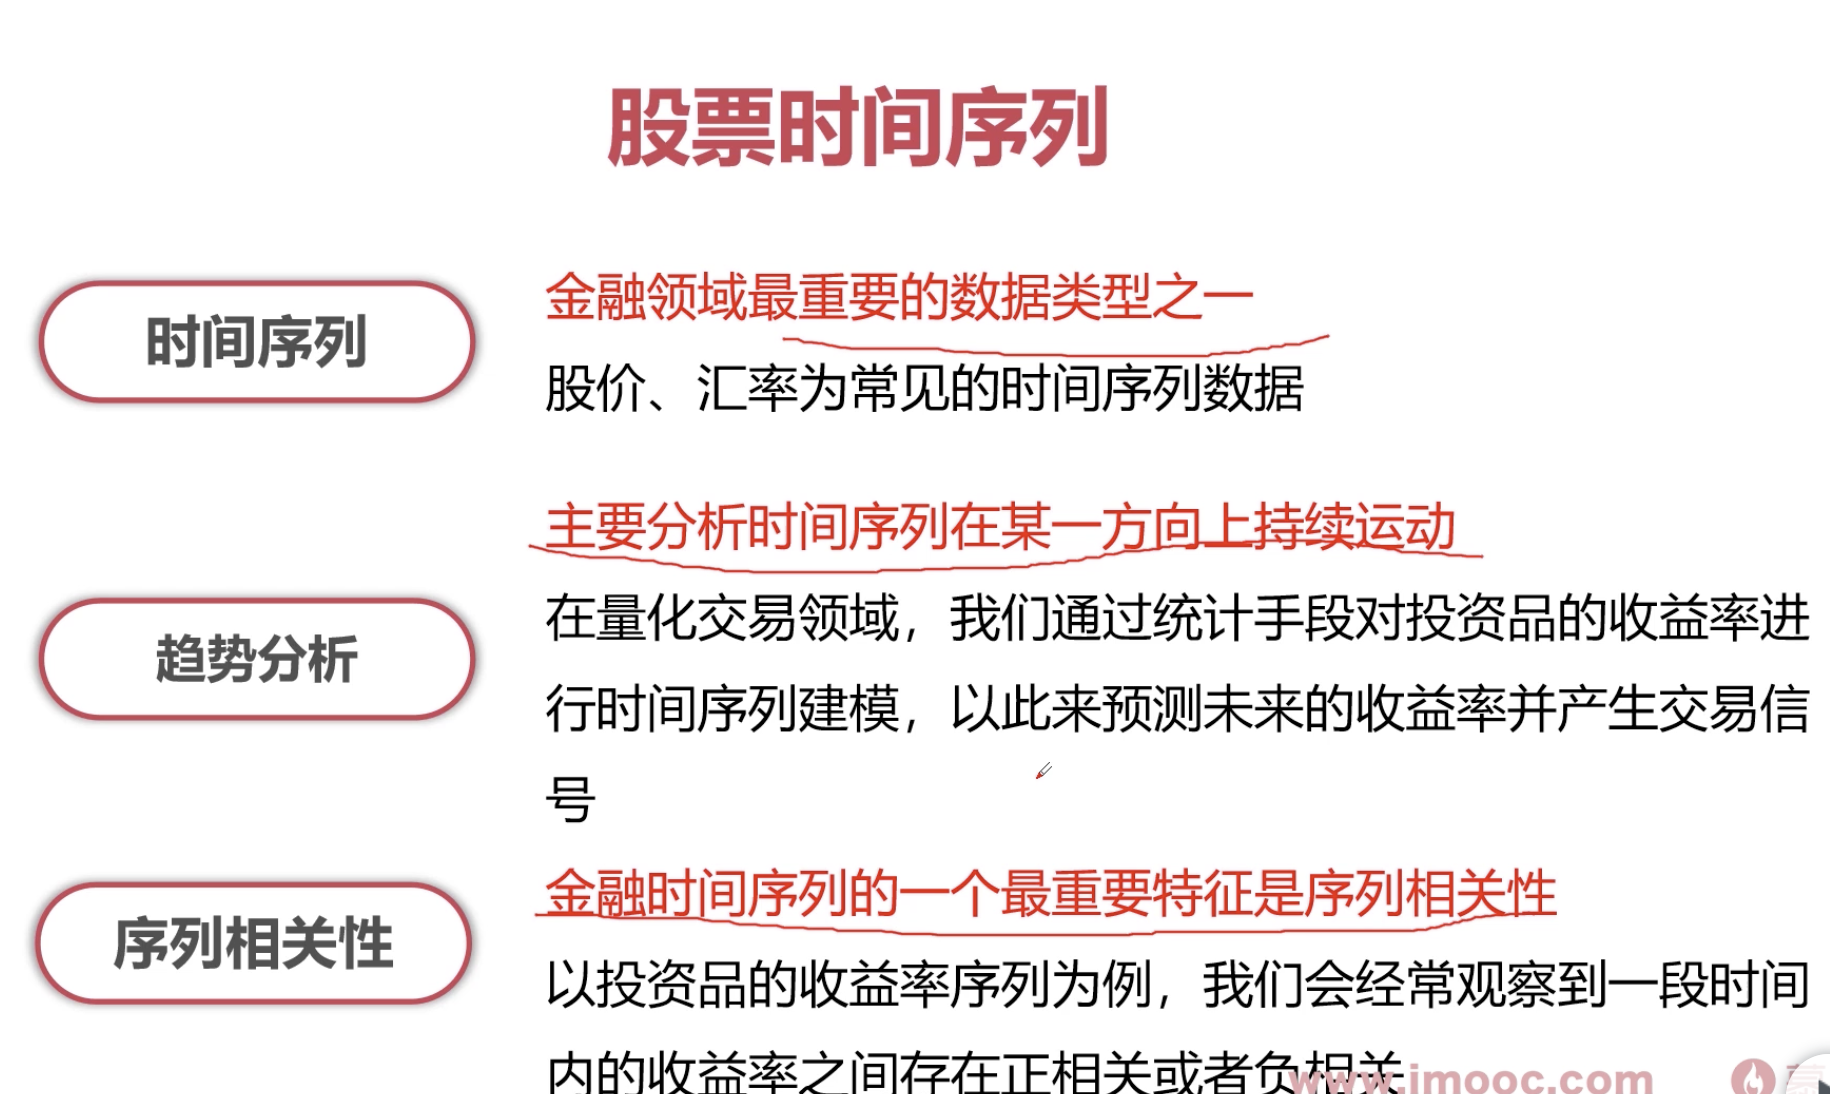 股票时间序列
时间序列
金融领域最重要的数据类型之一
股价、汇率为常见的时间序列数据
趋势分析
主要分析时间序列在某一方向上持续运动
在量化交易领域，我们通过统计手段对投资品的收益率进
行时间序列建模，以此来预测未来的收益率并产生交易信
号
序列相关性
金融时间序列的一个最重要特征是序列相关性
以投资品的收益率序列为例，我们会经常观察到一段时间
内的收益率之间存在正相关或者负相关
www.imooc.com